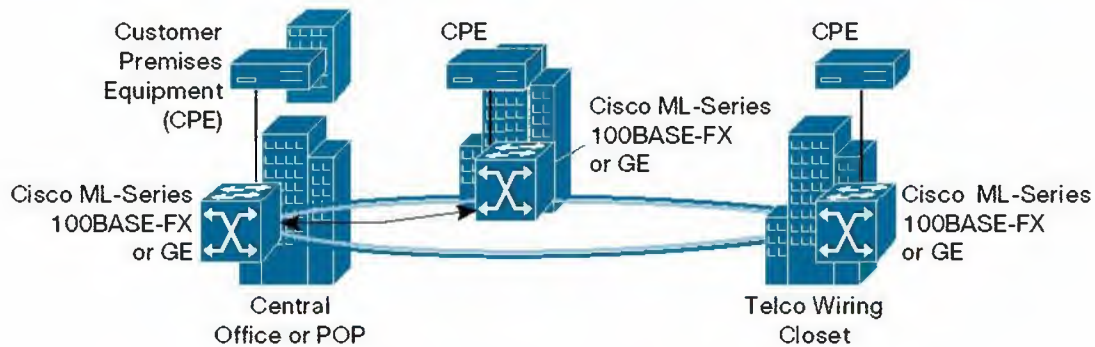 Customer
Premises
Equipment
(CPE)
CPE
CPE
Cisco ML-Series
100BASE-FX
or GE
Cisco ML-Series
100BASE-FX
or GE
Cisco ML-Series
100BASE-FX
or GE
Central
Office or POP
Telco Wiring
Closet